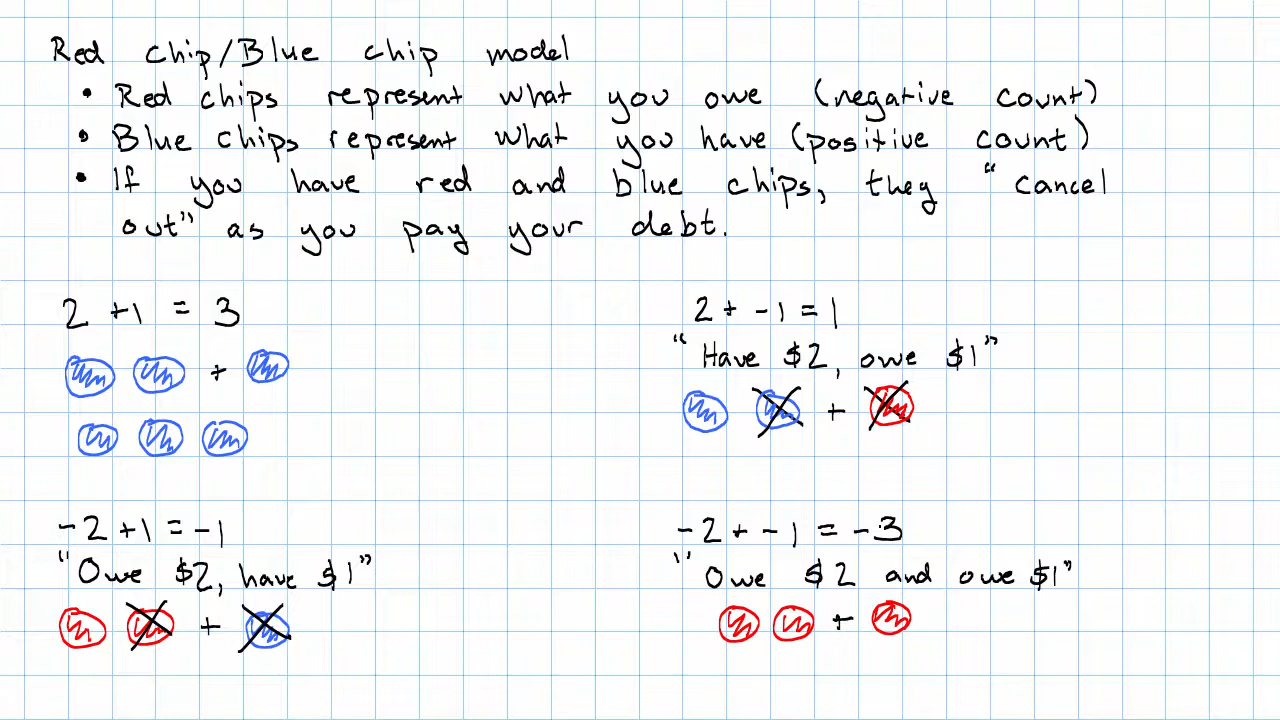 Red chip/Blue chip model
• Red chips represent what you owe (negative count)
• Blue chips represent what you have (positive count)
• If you have red and blue chips, they "cancel
out" as you pay your debt.
2 +1 = 3
+
2 + -1 = 1
"Have $2, owe $1"
+
-2 +1 = -1
"Owe $2, have $1"
+
-2 + -1 = -3
"Owe $2 and owe $1"
+